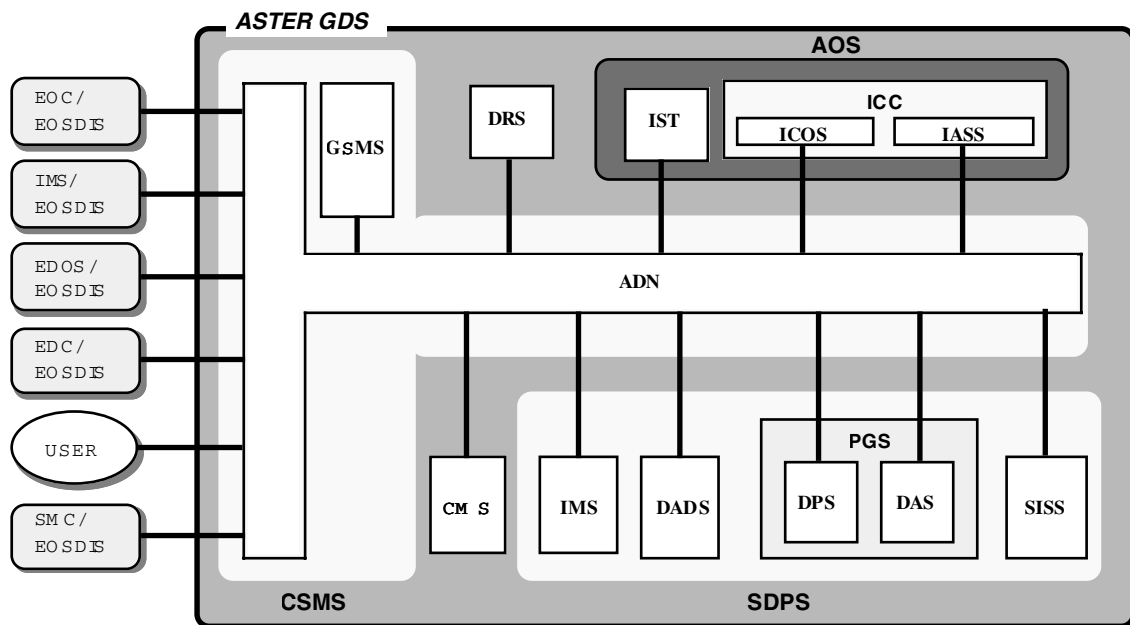 ASTER GDS
AOS
EOC/
EOSDIS
GSMS
DRS
IST
ICC
ICOS
IASS
IMS/
EOSDIS
EDOS/
EOSDIS
ADN
EDC/
EOSDIS
USER
SMC/
EOSDIS
CMS
IMS
DADS
PGS
DPS
DAS
SISS
CSMS
SDPS